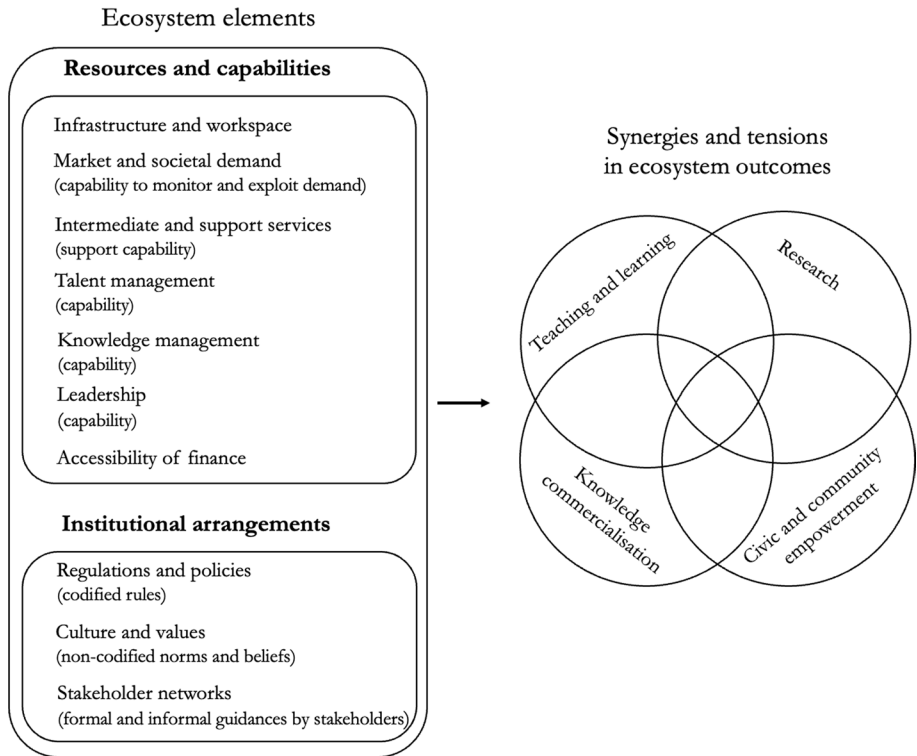 Ecosystem elements
Resources and capabilities
Infrastructure and workspace
Market and societal demand
(capability to monitor and exploit demand)
Intermediate and support services
(support capability)
Talent management
(capability)
Knowledge management
(capability)
Leadership
(capability)
Accessibility of finance
Institutional arrangements
Regulations and policies
(codified rules)
Culture and values
(non-codified norms and beliefs)
Stakeholder networks
(formal and informal guidances by stakeholders)
Synergies and tensions
in ecosystem outcomes
Teaching and learning
Research
Knowledge
commercialisation
Civic and community
empowerment